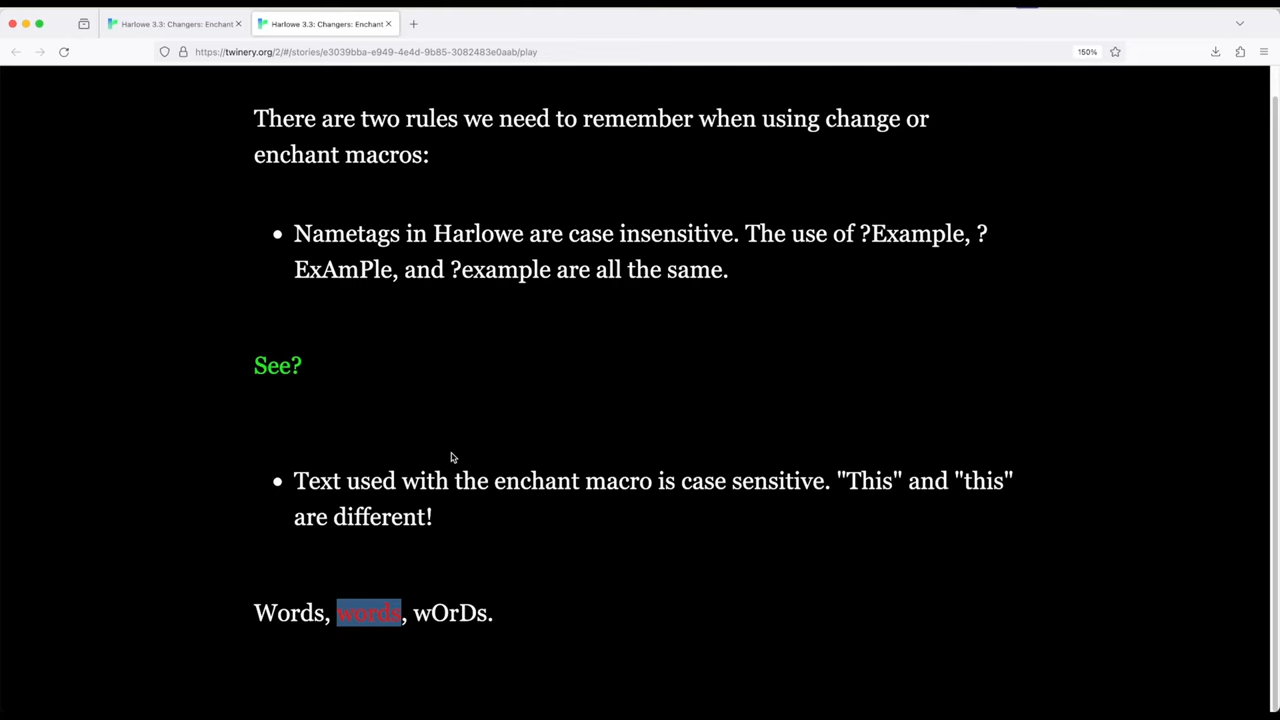 Harlowe 3.3: Changers: Enchant
Harlowe 3.3: Changers: Enchant
https://twinery.org/2/#/stories/e3039bba-e949-4e4d-9b85-3082483e0aab/play
150%
There are two rules we need to remember when using change or
enchant macros:
• Nametags in Harlowe are case insensitive. The use of ?Example, ?
ExAmPle, and ?example are all the same.
See?
• Text used with the enchant macro is case sensitive. "This" and "this"
are different!
Words, words, wOrDs.